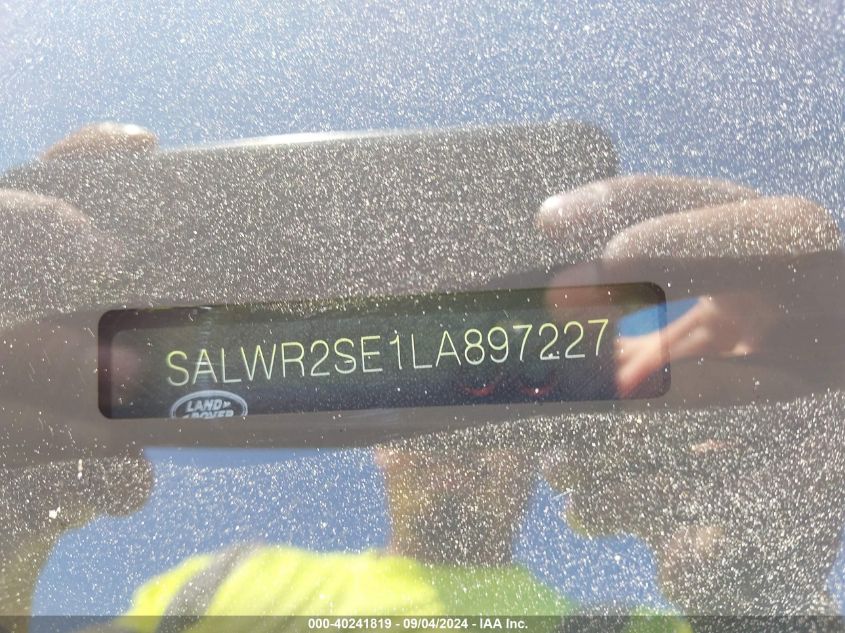 SALWR2SE1LA897227
LAND
ROVER
000-40241819 - 09/04/2024 - IAA Inc.